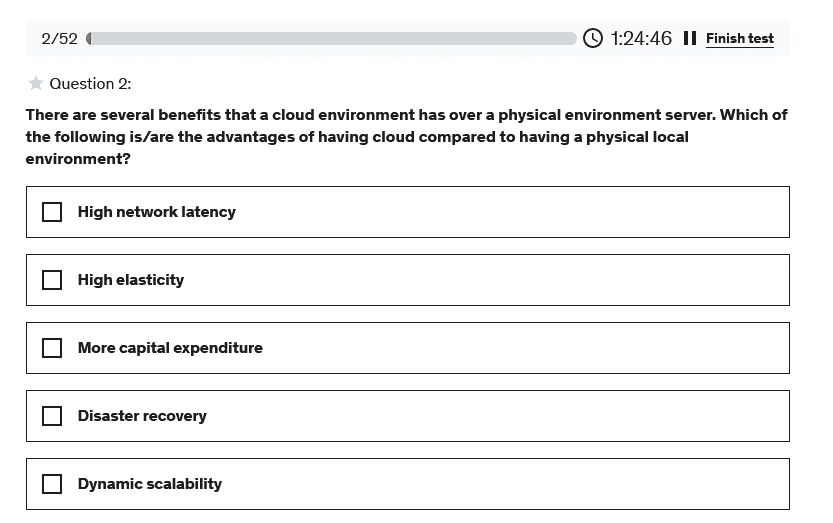 2/52 1:24:46 Finish test
Question 2:
There are several benefits that a cloud environment has over a physical environment server. Which of
the following is/are the advantages of having cloud compared to having a physical local
environment?
High network latency
High elasticity
More capital expenditure
Disaster recovery
Dynamic scalability